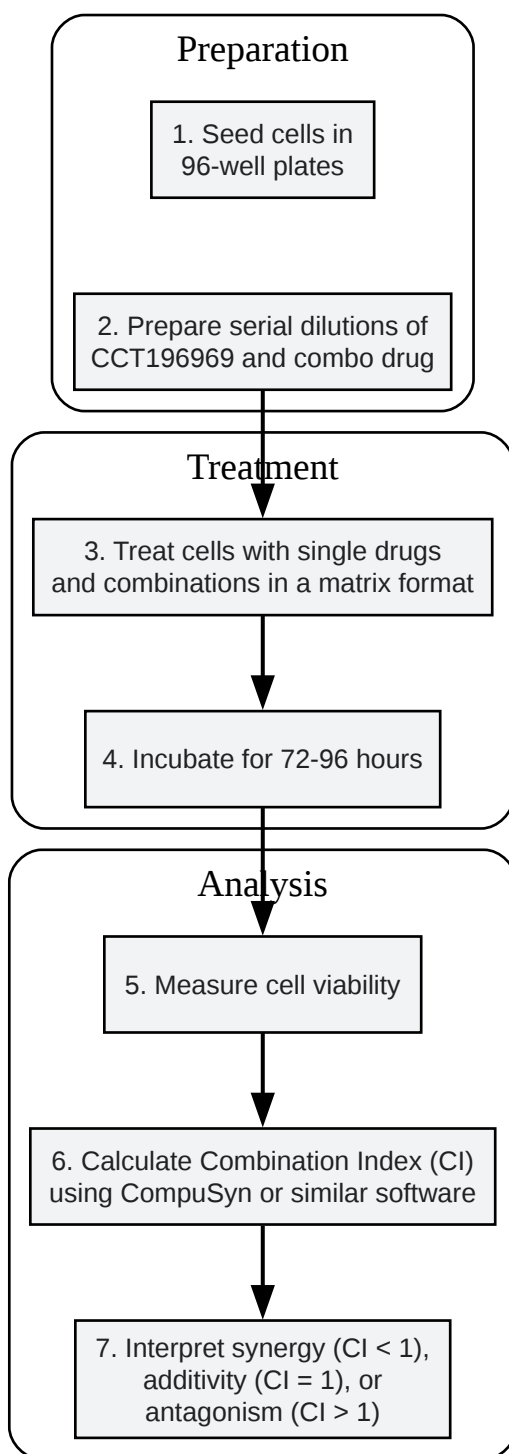 Preparation
1. Seed cells in
96-well plates
2. Prepare serial dilutions of
CCT196969 and combo drug
Treatment
3. Treat cells with single drugs
and combinations in a matrix format
4. Incubate for 72-96 hours
Analysis
5. Measure cell viability
6. Calculate Combination Index (CI)
using CompuSyn or similar software
7. Interpret synergy (CI < 1),
additivity (CI = 1), or
antagonism (CI > 1)